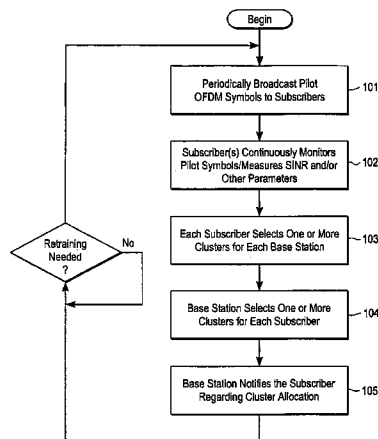 Begin
Periodically Broadcast Pilot
OFDM Symbols to Subscribers
101
Subscriber(s) Continuously Monitors
Pilot Symbols/Measures SINR and/or
Other Parameters
102
Each Subscriber Selects One or More
Clusters for Each Base Station
103
Retraining
Needed
?
No
Base Station Selects One or More
Clusters for Each Subscriber
104
Base Station Notifies the Subscriber
Regarding Cluster Allocation
105